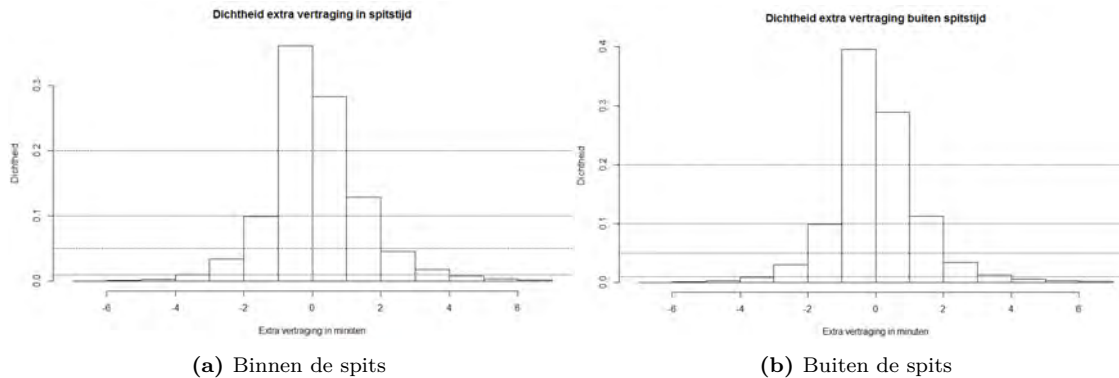 Dichtheid extra vertraging in spitstijd
Dichtheid
0.0
0.1
0.2
0.3
-6
-4
-2
0
2
4
6
Extra vertraging in minuten
(a) Binnen de spits
Dichtheid extra vertraging buiten spitstijd
Dichtheid
0.0
0.1
0.2
0.3
0.4
-6
-4
-2
0
2
4
6
Extra vertraging in minuten
(b) Buiten de spits